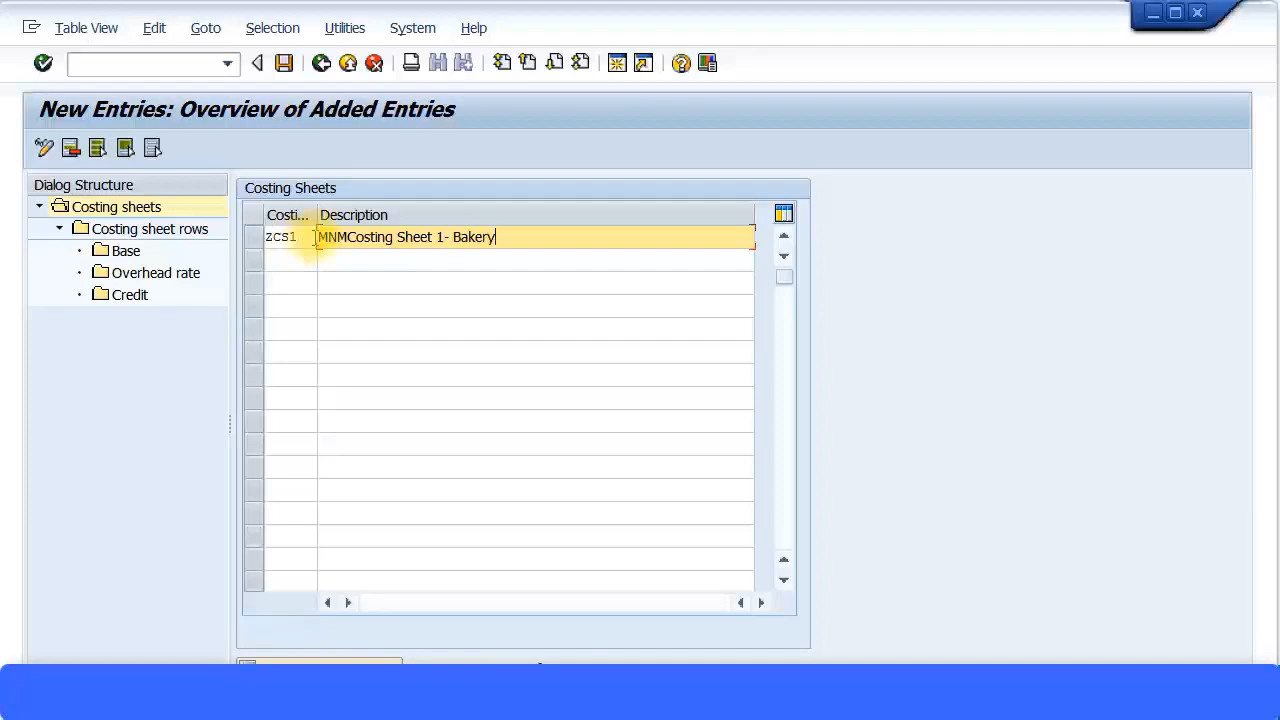 Table View Edit Goto Selection Utilities System Help
New Entries: Overview of Added Entries
Dialog Structure
Costing sheets
Costing sheet rows
Base
Overhead rate
Credit
Costing Sheets
Costi... Description
zCS1 MNMCosting Sheet 1- Bakery